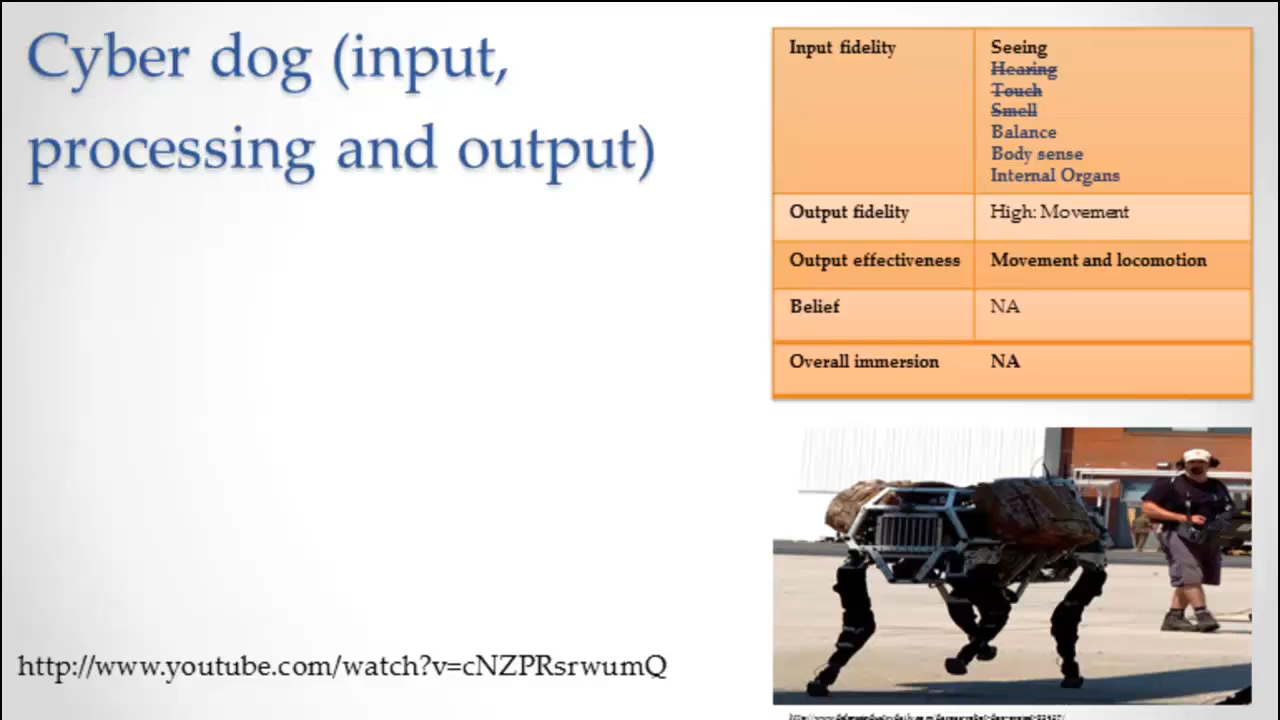 Cyber dog (input,
processing and output)
Input fidelity
Seeing
Hearing
Touch
Smell
Balance
Body sense
Internal Organs
Output fidelity
High: Movement
Output effectiveness
Movement and locomotion
Belief
NA
Overall immersion
NA
http://www.youtube.com/watch?v=cNZPRsrwumQ